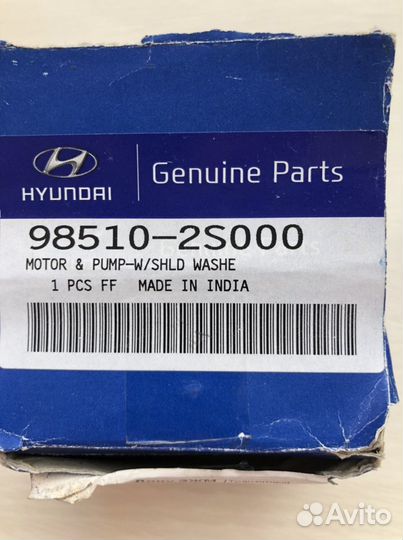 HYUNDAI
Genuine Parts
98510-2S000
MOTOR & PUMP-W/SHLD WASHE
1 PCS FF MADE IN INDIA
Avito